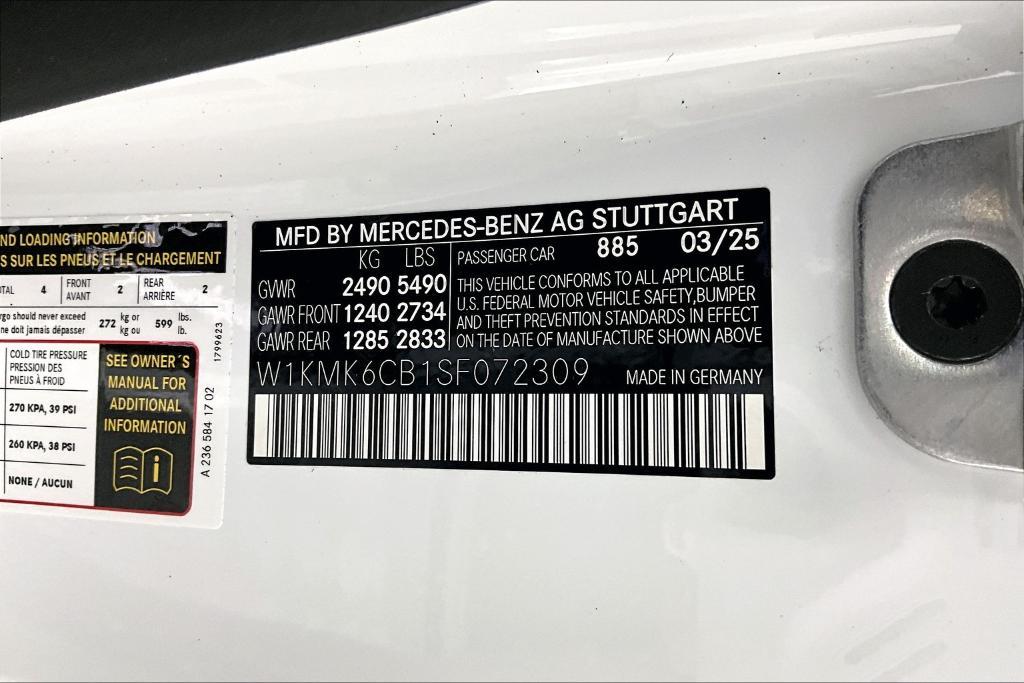 ND LOADING INFORMATION
S SUR LES PNEUS ET LE CHARGEMENT
TAL 4 FRONT AVANT 2 REAR ARRIÈRE 2
rgo should never exceed
ne doit jamais dépasser
272 kg or kg ou 599 lbs. lb.
COLD TIRE PRESSURE
PRESSION DES
PNEUS À FROID
270 KPA, 39 PSI
260 KPA, 38 PSI
NONE / AUCUN
SEE OWNER´S
MANUAL FOR
ADDITIONAL
INFORMATION
1799623
A 236 584 17 02
MFD BY MERCEDES-BENZ AG STUTTGART
KG LBS
GVWR 2490 5490
GAWR FRONT 1240 2734
GAWR REAR 1285 2833
PASSENGER CAR 885 03/25
THIS VEHICLE CONFORMS TO ALL APPLICABLE
U.S. FEDERAL MOTOR VEHICLE SAFETY,BUMPER
AND THEFT PREVENTION STANDARDS IN EFFECT
ON THE DATE OF MANUFACTURE SHOWN ABOVE
W1KMK6CB1SF072309 MADE IN GERMANY